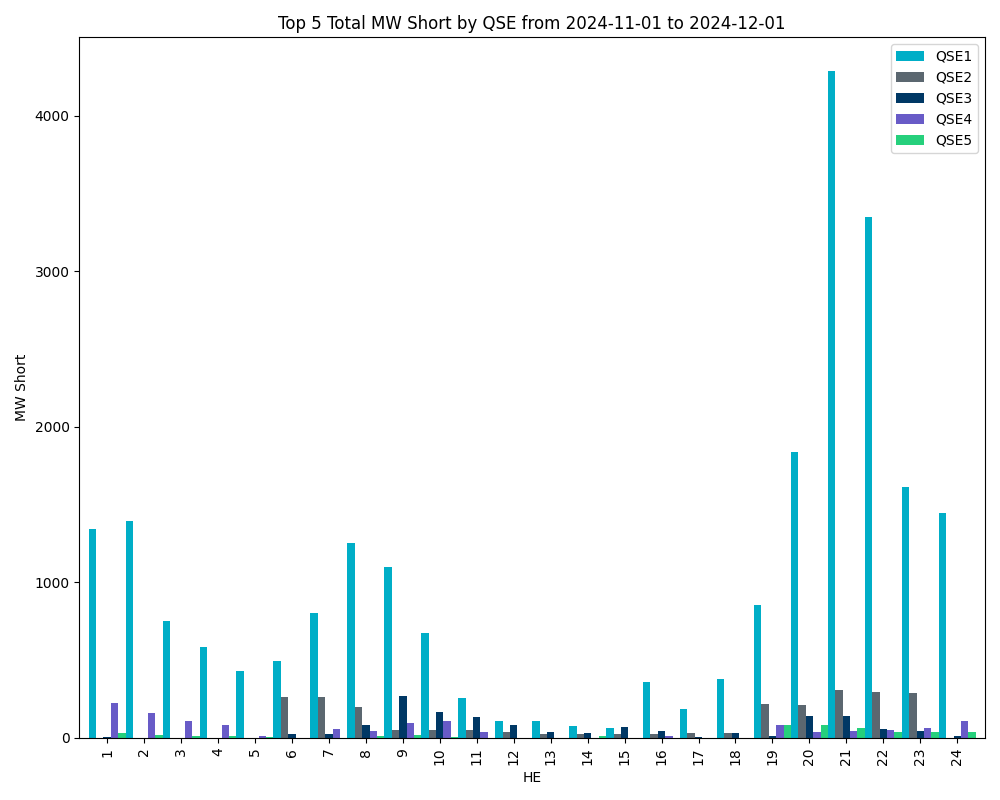 Top 5 Total MW Short by QSE from 2024-11-01 to 2024-12-01
QSE1
QSE2
QSE3
QSE4
QSE5
4000
3000
2000
1000
0
MW Short
1 2 3 4 5 6 7 8 9 10 11 12 13 14 15 16 17 18 19 20 21 22 23 24
HE